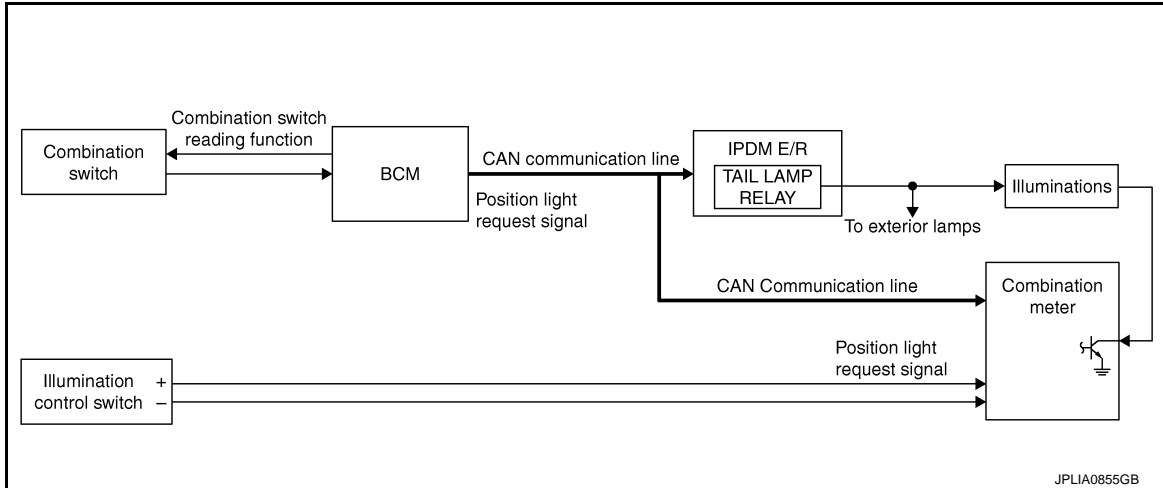 Combination switch
reading function
Combination
switch
BCM
CAN communication line
Position light
request signal
IPDM E/R
TAIL LAMP
RELAY
To exterior lamps
Illuminations
CAN Communication line
Combination
meter
Position light
request signal
Illumination +
control switch –
JPLIA0855GB